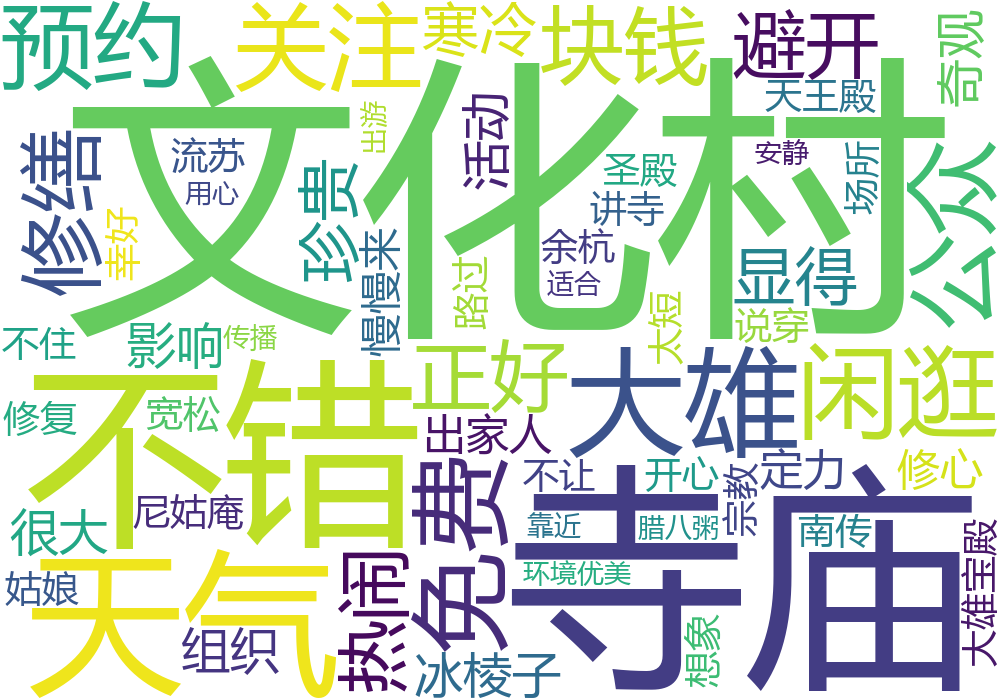 预约
关注
寒冷
块钱
避开
奇观
文化村
天王殿
出游
活动
安静
流苏
用心
修缮
珍贵
圣殿
讲寺
场所
公众
幸好
慢慢来
路过
余杭
适合
显得
太短
说穿
不住
影响
传播
正好
大雄
闲逛
不错
修复
宽松
出家人
免费
不让
开心
宗教
定力
修心
尼姑庵
很大
靠近
腊八粥
南传
大雄宝殿
寺庙
天气
热闹
环境优美
姑娘
组织
冰棱子
想象